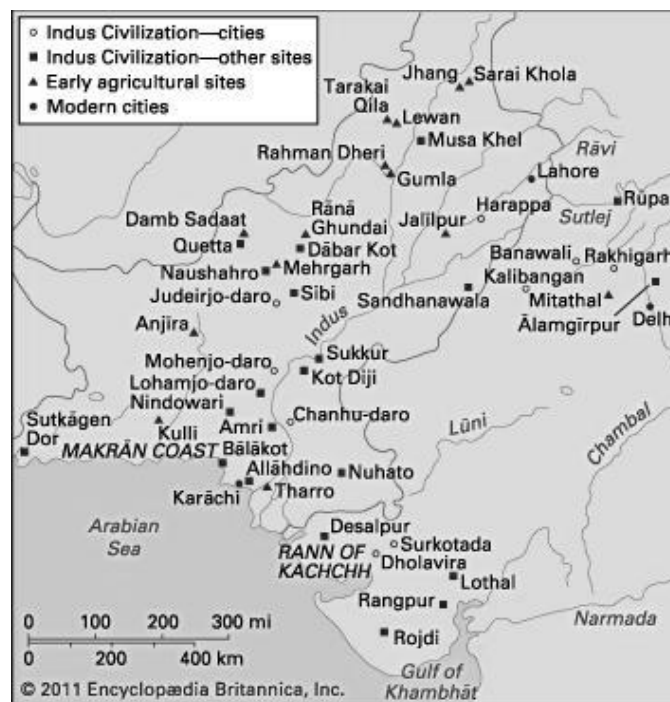 Indus Civilization—cities
Indus Civilization—other sites
Early agricultural sites
Modern cities
Jhang
Sarai Khola
Tarakai
Qila
Lewan
Musa Khel
Rāvi
Rahman Dheri
Gumla
Lahore
Harappa
Rūpa
Sutlej
Damb Sadaat
Rānā
Ghundai
Jalīlpur
Quetta
Dābar Kot
Banawali
Rakhigarh
Naushahro
Mehrgarh
Kalibangan
Judeirjo-daro
Sibi
Sandhanawala
Mitathal
Ālamgīrpur
Delh
Anjira
Indus
Mohenjo-daro
Sukkur
Kot Diji
Lohamjo-daro
Nindowari
Chanhu-daro
Lūni
Chambal
Sutkāgen
Dor
Kulli
Amri
MAKRĀN COAST
Bālākot
Allāhdino
Nuhato
Karāchi
Tharro
Arabian
Sea
Desalpur
RANN OF
KACHCHH
Surkotada
Dholavira
Lothal
Rangpur
Narmada
Rojdi
Gulf of
Khambhāt
0 100 200 300 mi
0 200 400 km
© 2011 Encyclopædia Britannica, Inc.